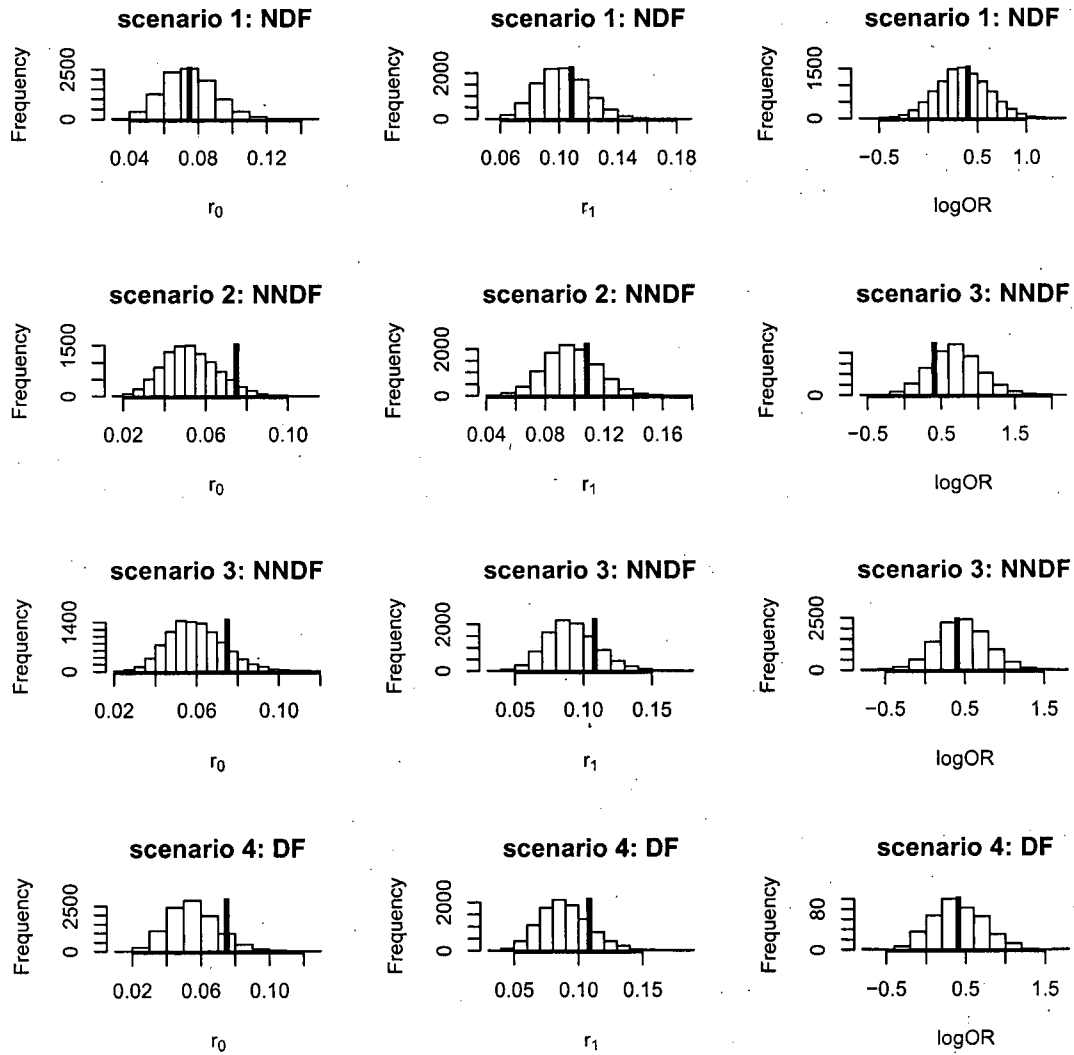 scenario 1: NDF
Frequency
0 2500
0.04 0.08 0.12
r0
scenario 1: NDF
Frequency
0 2000
0.06 0.10 0.14 0.18
r1
scenario 1: NDF
Frequency
0 1500
−0.5 0.5 1.0
logOR
scenario 2: NNDF
Frequency
0 1500
0.02 0.06 0.10
r0
scenario 2: NNDF
Frequency
0 2000
0.04 0.08 0.12 0.16
r1
scenario 3: NNDF
Frequency
0
−0.5 0.5 1.5
logOR
scenario 3: NNDF
Frequency
0 1400
0.02 0.06 0.10
r0
scenario 3: NNDF
Frequency
0 2000
0.05 0.10 0.15
r1
scenario 3: NNDF
Frequency
0 2500
−0.5 0.5 1.5
logOR
scenario 4: DF
Frequency
0 2500
0.02 0.06 0.10
r0
scenario 4: DF
Frequency
0 2000
0.05 0.10 0.15
r1
scenario 4: DF
Frequency
0 80
−0.5 0.5 1.5
logOR